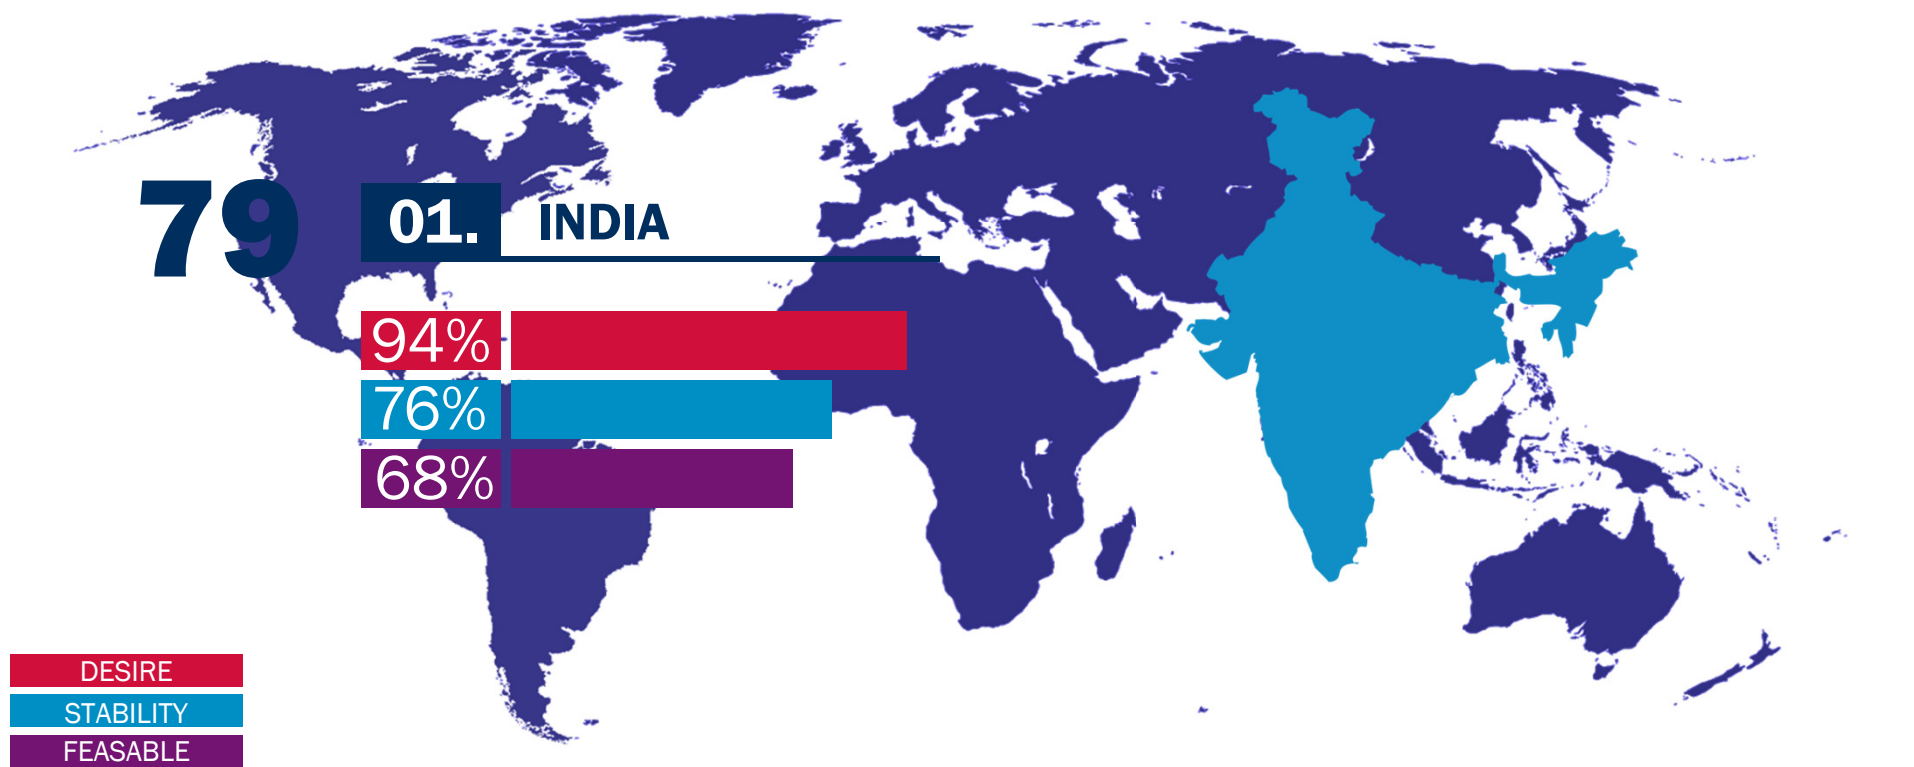 79
01. INDIA
94%
76%
68%
DESIRE
STABILITY
FEASABLE